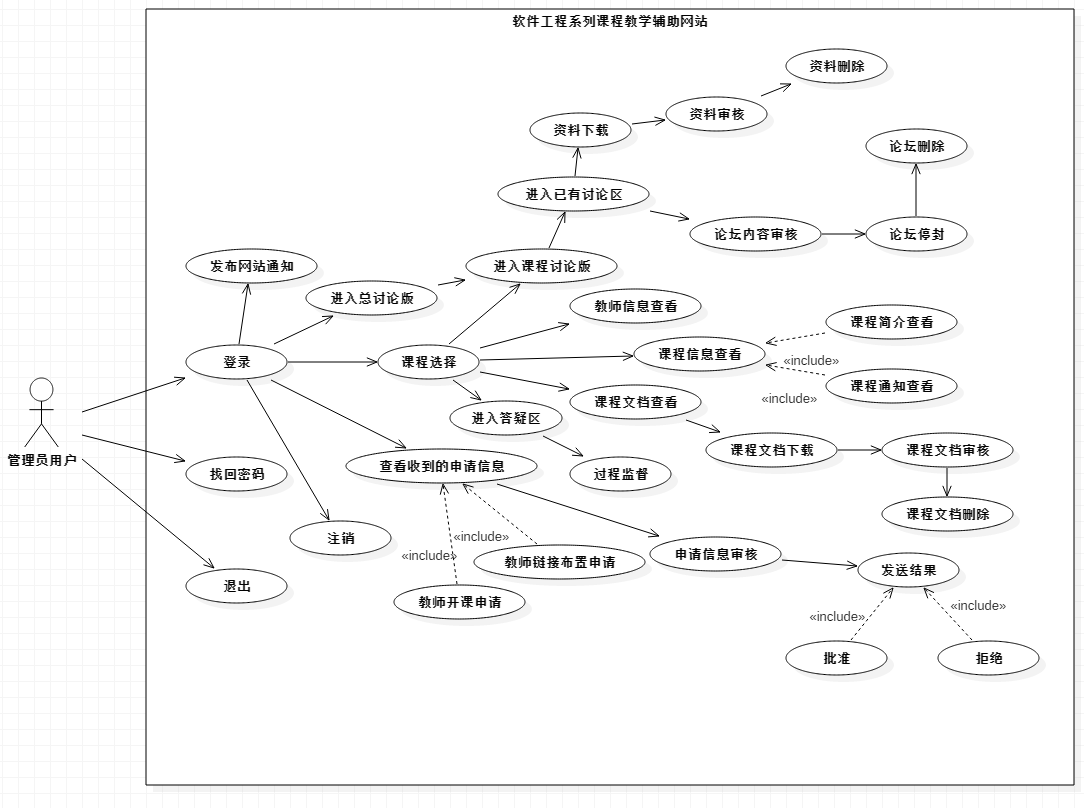 软件工程系列课程教学辅助网站
资料删除
资料审核
资料下载
论坛删除
进入已有讨论区
论坛内容审核
论坛停封
发布网站通知
进入课程讨论版
进入总讨论版
教师信息查看
课程简介查看
登录
课程选择
课程信息查看
«include»
课程通知查看
«include»
课程文档查看
进入答疑区
管理员用户
查看收到的申请信息
课程文档下载
课程文档审核
找回密码
过程监督
课程文档删除
注销
«include»
«include»
教师链接布置申请
申请信息审核
发送结果
退出
教师开课申请
«include»
«include»
批准
拒绝